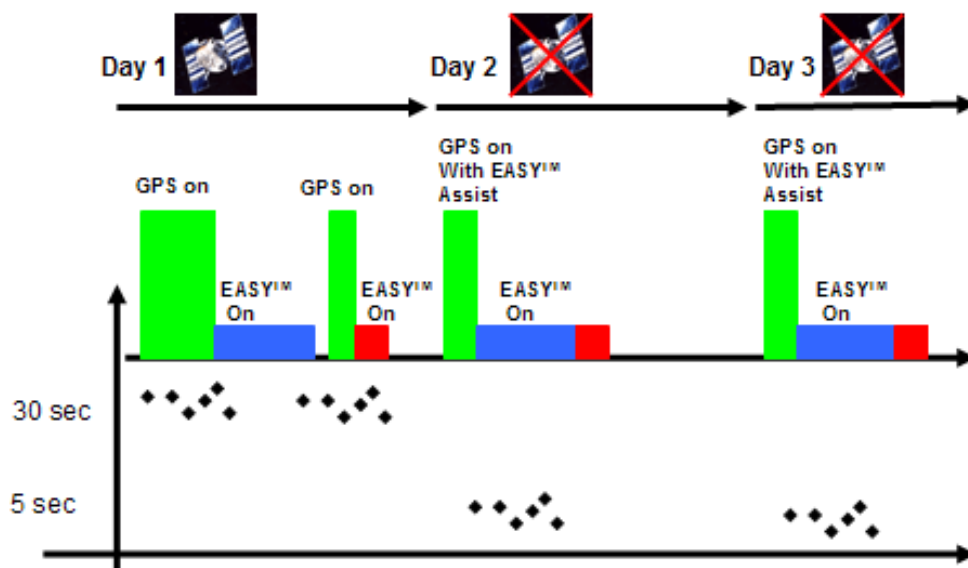 Day 1
Day 2
Day 3
GPS on
GPS on
GPS on
With EASY™
Assist
GPS on
With EASY™
Assist
EASY™
On
EASY™
On
EASY™
On
EASY™
On
30 sec
5 sec